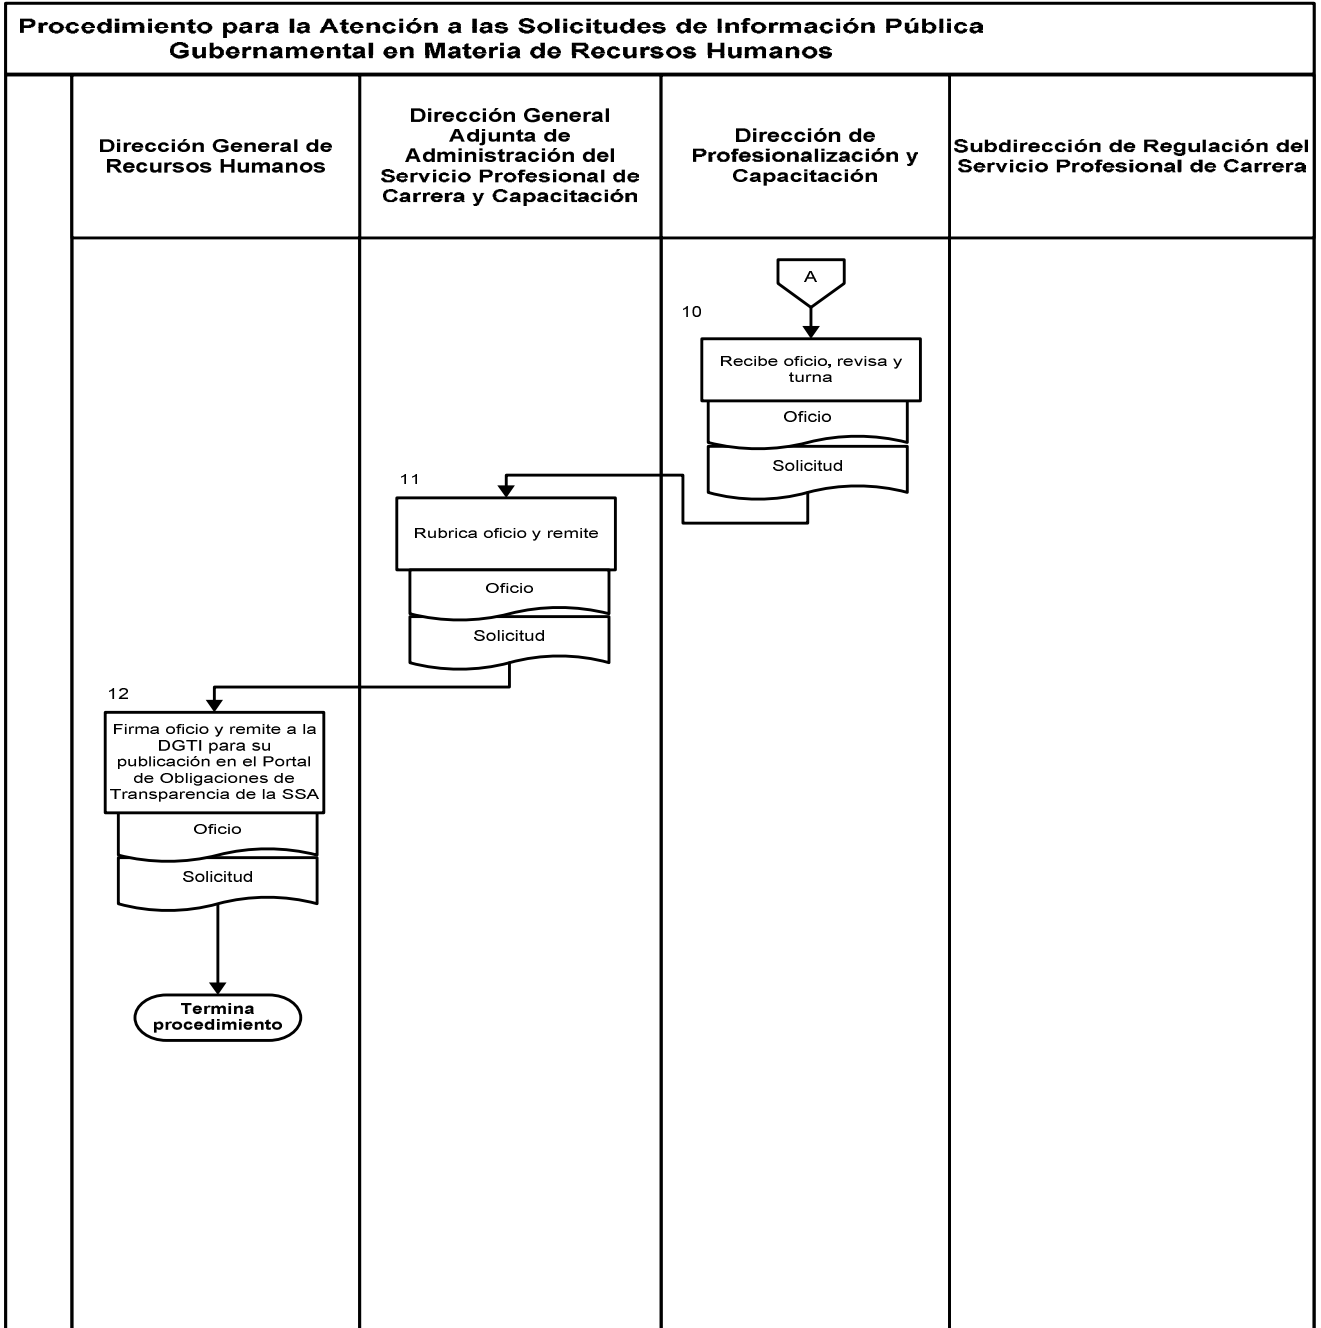 Procedimiento para la Atención a las Solicitudes de Información Pública
Gubernamental en Materia de Recursos Humanos
Dirección General de
Recursos Humanos
Dirección General
Adjunta de
Administración del
Servicio Profesional de
Carrera y Capacitación
Dirección de
Profesionalización y
Capacitación
Subdirección de Regulación del
Servicio Profesional de Carrera
A
10
Recibe oficio, revisa y
turna
Oficio
Solicitud
11
Rubrica oficio y remite
Oficio
Solicitud
12
Firma oficio y remite a la
DGTI para su
publicación en el Portal
de Obligaciones de
Transparencia de la SSA
Oficio
Solicitud
Termina
procedimiento